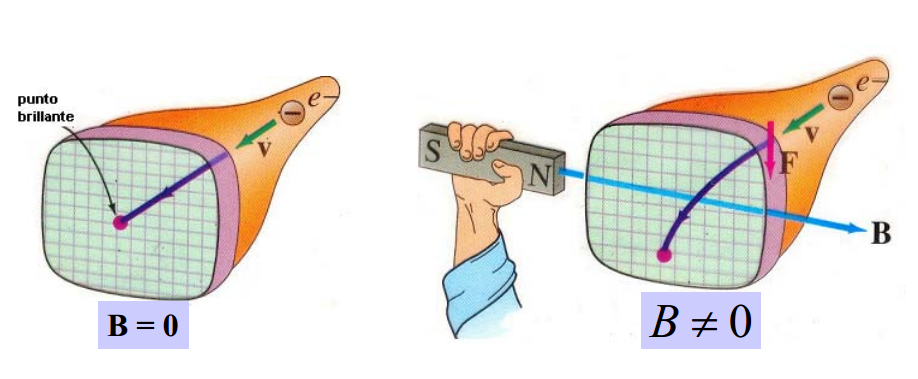 punto
brillante
e−
v
B = 0
S
N
e−
v
F
B
B ≠ 0